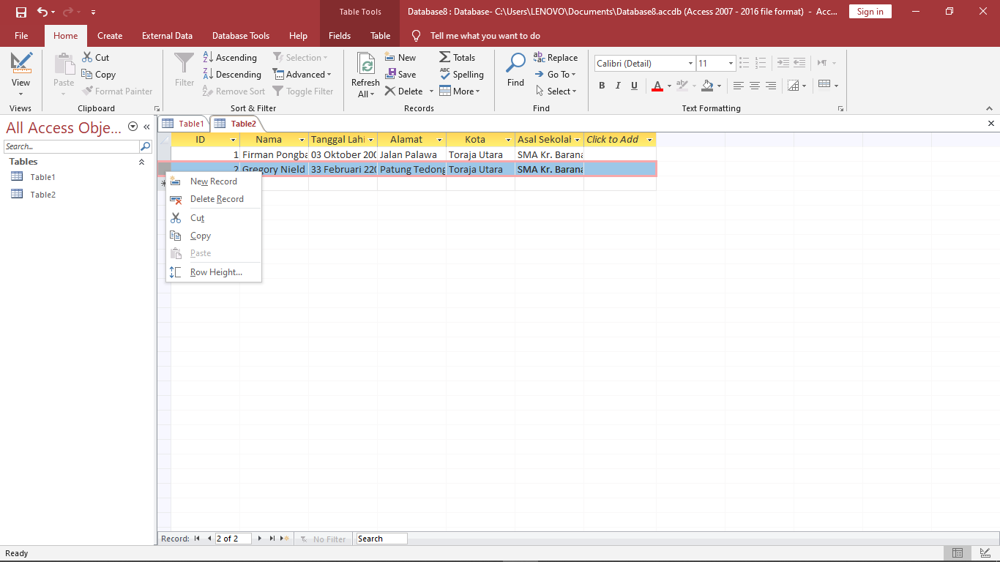 Table Tools
Database8 : Database- C:\Users\LENOVO\Documents\Database8.accdb (Access 2007 - 2016 file format) - Acc...
Sign in
File Home Create External Data Database Tools Help Fields Table Tell me what you want to do
View
Views
Paste
Cut
Copy
Format Painter
Clipboard
Filter
Ascending
Descending
Remove Sort
Selection
Advanced
Toggle Filter
Sort & Filter
Refresh
All
New
Save
Delete
Totals
Spelling
More
Records
Find
Replace
Go To
Select
Find
Calibri (Detail) 11
B I U A
Text Formatting
All Access Obje...
Search...
Tables
Table1
Table2
Table1 Table2
ID Nama Tanggal Lahi Alamat Kota Asal Sekolah Click to Add
1 Firman Pongba 03 Oktober 200 Jalan Palawa Toraja Utara SMA Kr. Barana
2 Gregory Nield 33 Februari 220 Patung Tedong Toraja Utara SMA Kr. Barana
New Record
Delete Record
Cut
Copy
Paste
Row Height...
Record: 2 of 2 No Filter Search
Ready